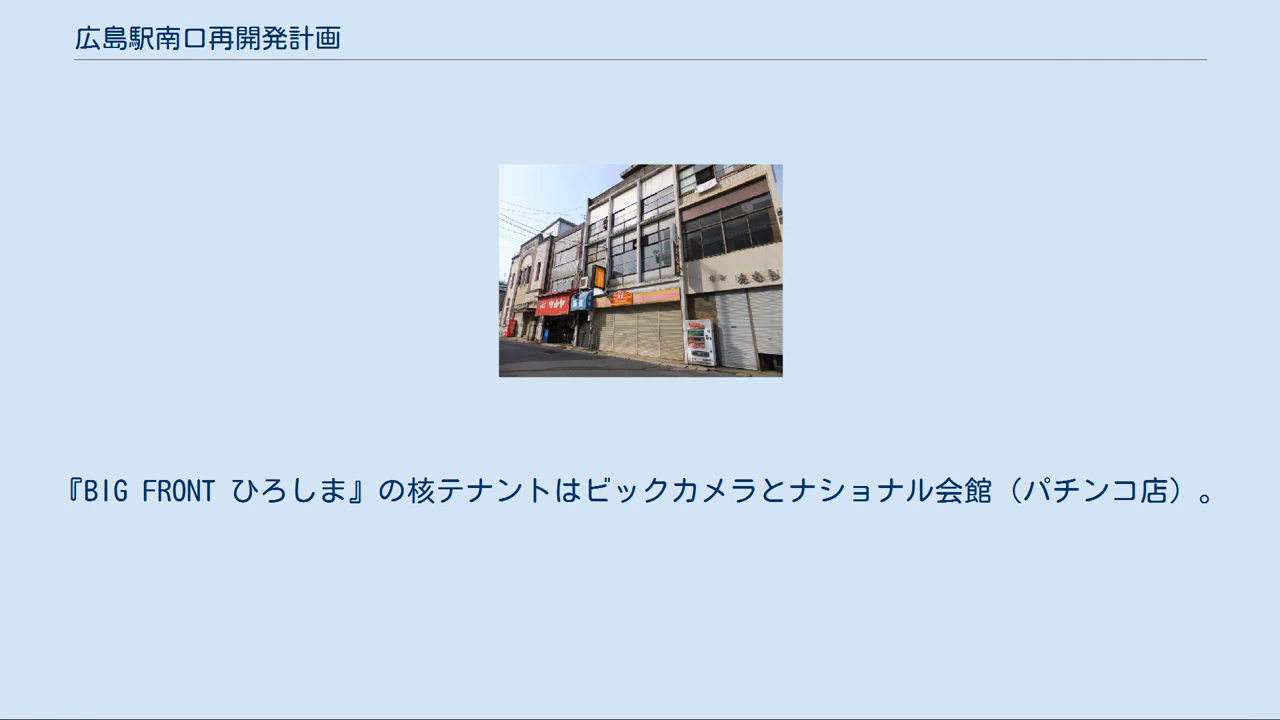 広島駅南口再開発計画
『BIG FRONT ひろしま』の核テナントはビックカメラとナショナル会館（パチンコ店）。